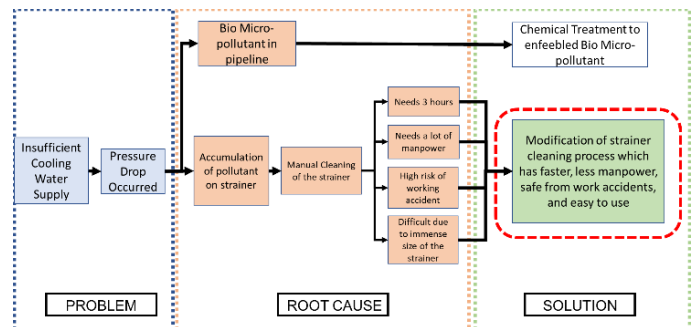 Insufficient
Cooling
Water
Supply
Pressure
Drop
Occurred
Bio Micro-
pollutant in
pipeline
Accumulation
of pollutant
on strainer
Manual Cleaning
of the strainer
Needs 3 hours
Needs a lot of
manpower
High risk of
working
accident
Difficult due
to immense
size of the
strainer
Chemical Treatment to
enfeebled Bio Micro-
pollutant
Modification of strainer
cleaning process which
has faster, less manpower,
safe from work accidents,
and easy to use
PROBLEM
ROOT CAUSE
SOLUTION